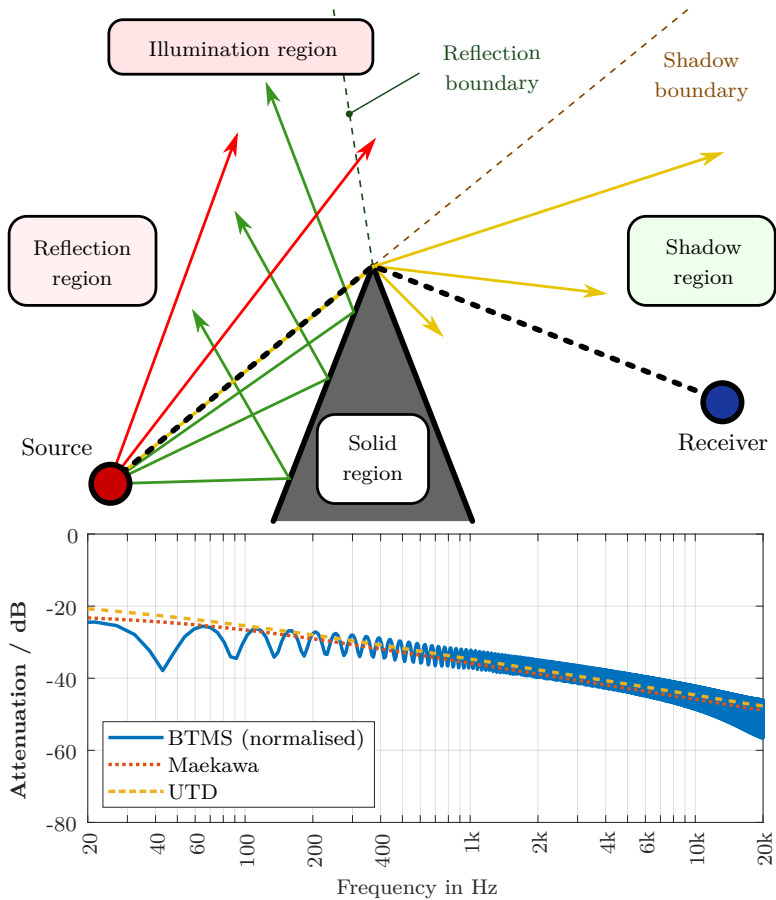 Illumination region
Reflection
boundary
Shadow
boundary
Reflection
region
Shadow
region
Source
Solid
region
Receiver
0
-20
-40
-60
-80
Attenuation / dB
BTMS (normalised)
Maekawa
UTD
20
40
60
100
200
400
1k
2k
4k
6k
10k
20k
Frequency in Hz